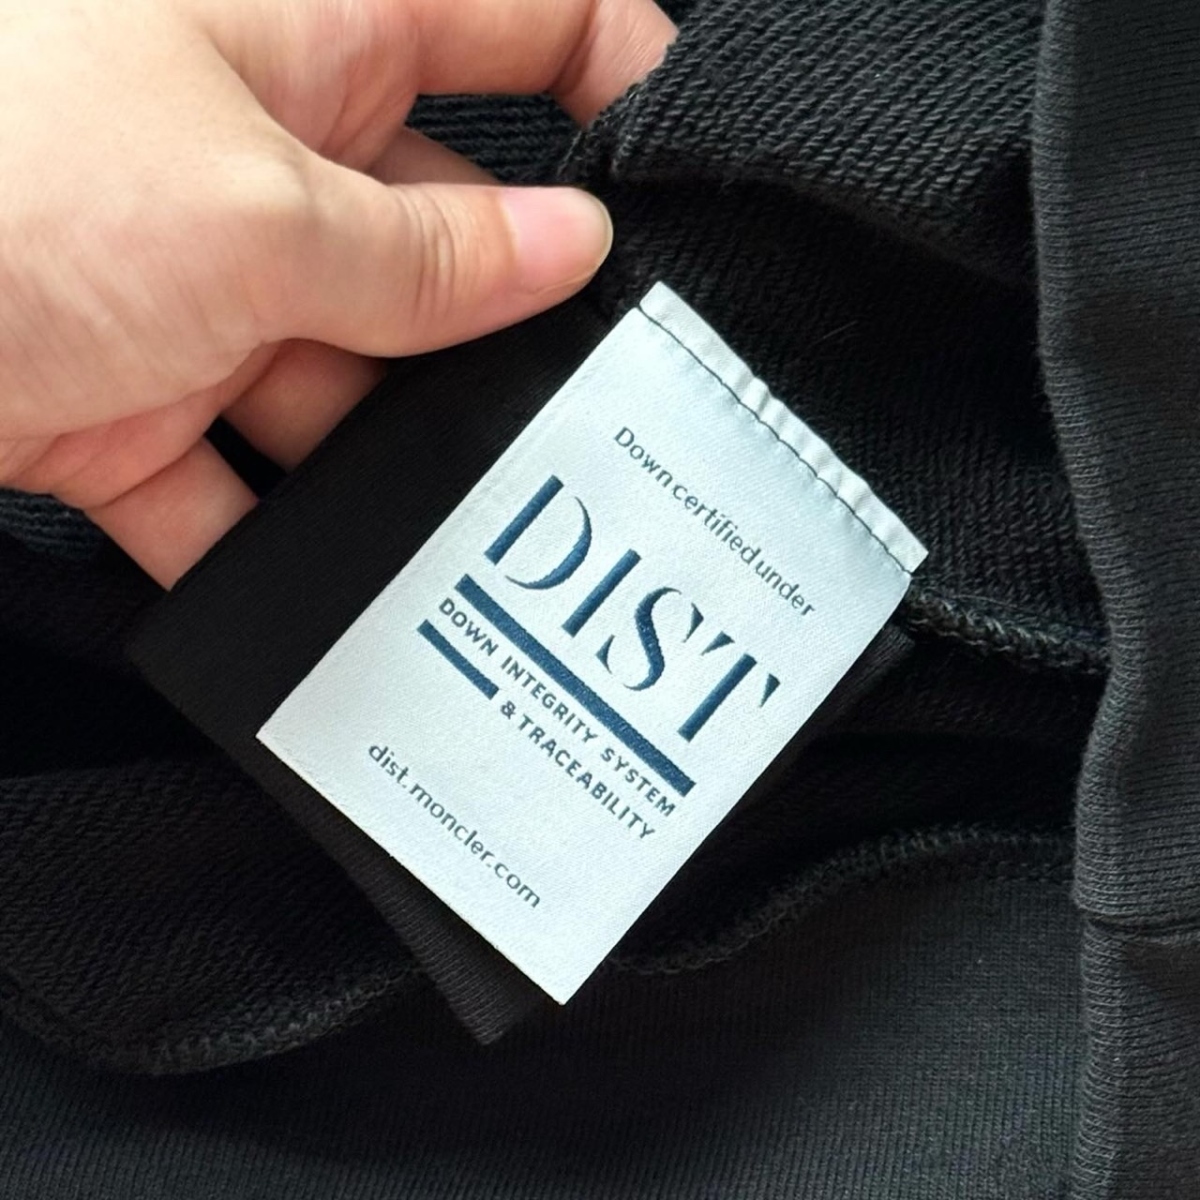 Down certified under
DIST
DOWN INTEGRITY SYSTEM
& TRACEABILITY
dist.moncler.com